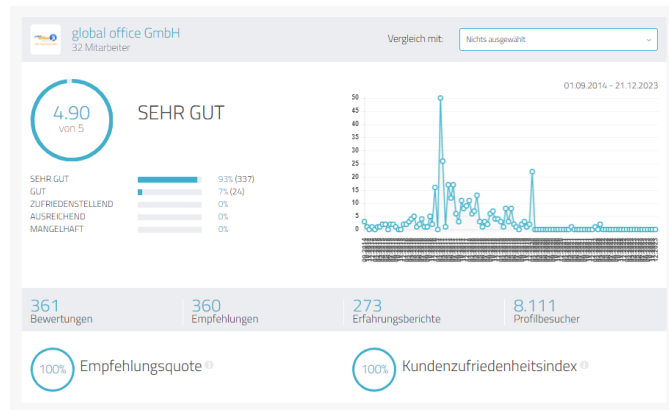 global office GmbH
32 Mitarbeiter
Vergleich mit:
Nichts ausgewählt
4.90
von 5
SEHR GUT
01.09.2014 - 21.12.2023
SEHR GUT 93% (337)
GUT 7% (24)
ZUFRIEDENSTELLEND 0%
AUSREICHEND 0%
MANGELHAFT 0%
50
45
40
35
30
25
20
15
10
5
0
361
Bewertungen
360
Empfehlungen
273
Erfahrungsberichte
8.111
Profilbesucher
100% Empfehlungsquote
100% Kundenzufriedenheitsindex